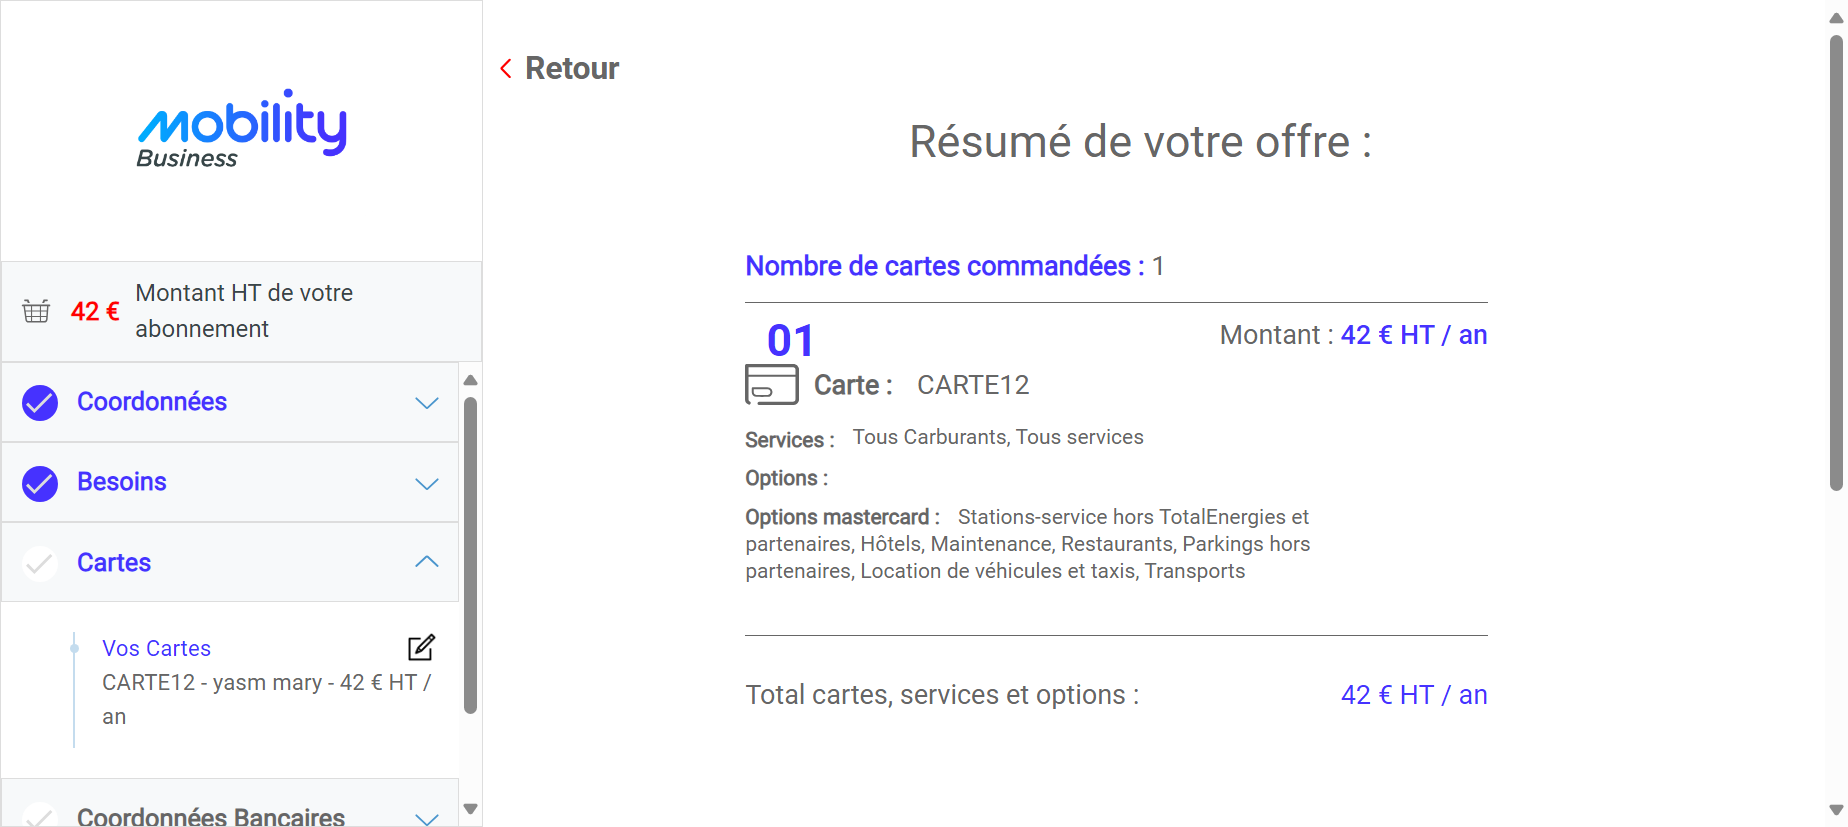 mobility
Business
42 €
Montant HT de votre
abonnement
Coordonnées
Besoins
Cartes
Vos Cartes
CARTE12 - yasm mary - 42 € HT /
an
Coordonnées Bancaires
Retour
Résumé de votre offre :
Nombre de cartes commandées : 1
01
Montant : 42 € HT / an
Carte : CARTE12
Services : Tous Carburants, Tous services
Options :
Options mastercard : Stations-service hors TotalEnergies et
partenaires, Hôtels, Maintenance, Restaurants, Parkings hors
partenaires, Location de véhicules et taxis, Transports
Total cartes, services et options : 42 € HT / an